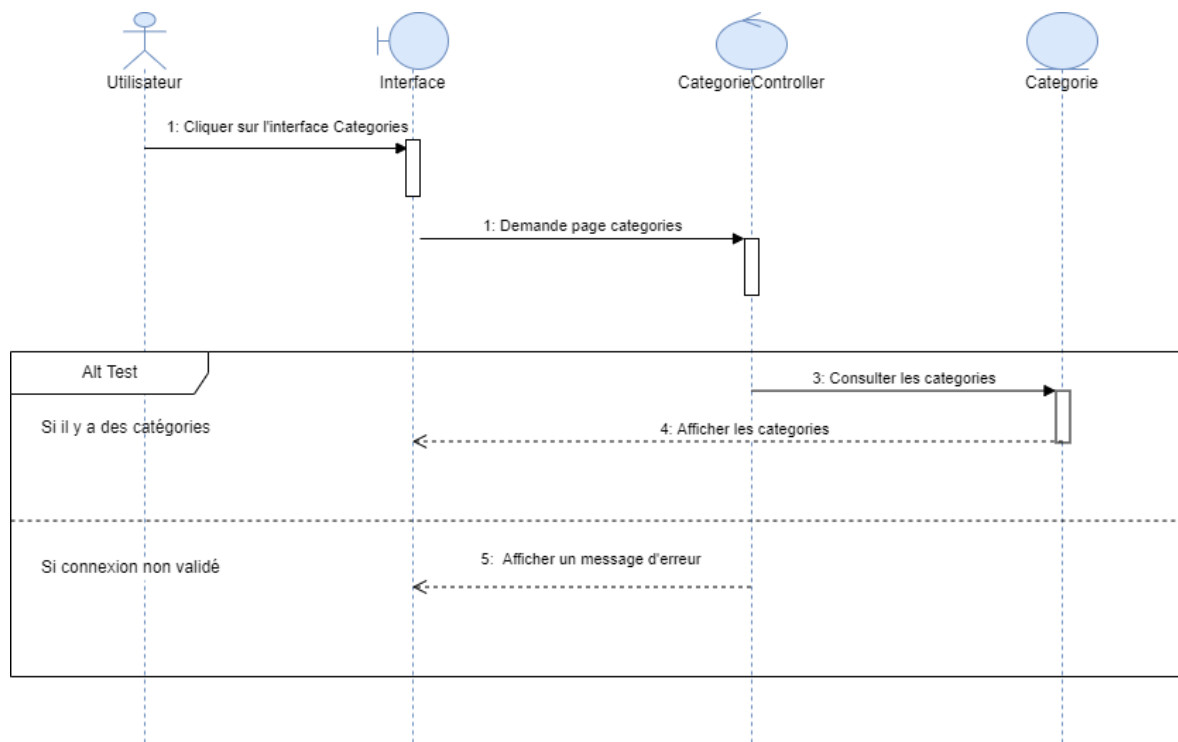 Utilisateur
Interface
CategorieController
Categorie
1: Cliquer sur l'interface Categories
1: Demande page categories
Alt Test
3: Consulter les categories
Si il y a des catégories
4: Afficher les categories
Si connexion non validé
5: Afficher un message d'erreur